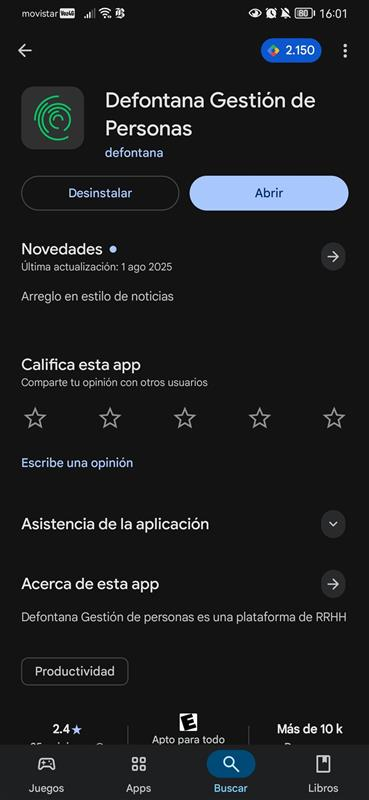 movistar VoLTE 80 16:01
2.150
Defontana Gestión de
Personas
defontana
Desinstalar
Abrir
Novedades
Última actualización: 1 ago 2025
Arreglo en estilo de noticias
Califica esta app
Comparte tu opinión con otros usuarios
Escribe una opinión
Asistencia de la aplicación
Acerca de esta app
Defontana Gestión de personas es una plataforma de RRHH
Productividad
2.4★ E Más de 10 k
Apto para todo
Juegos Apps Buscar Libros